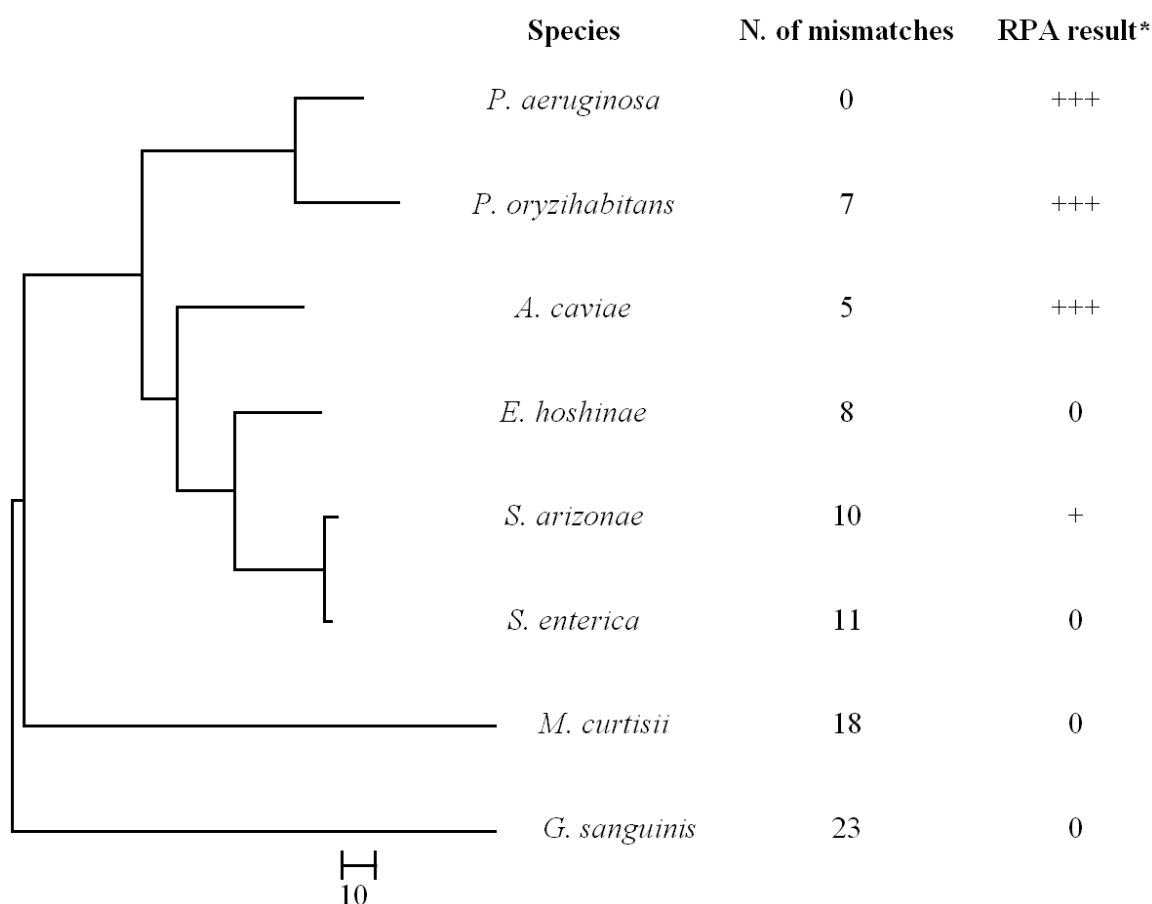 Species N. of mismatches RPA result*
P. aeruginosa 0 +++
P. oryzihabitans 7 +++
A. caviae 5 +++
E. hoshinae 8 0
S. arizonae 10 +
S. enterica 11 0
M. curtisii 18 0
G. sanguinis 23 0
10